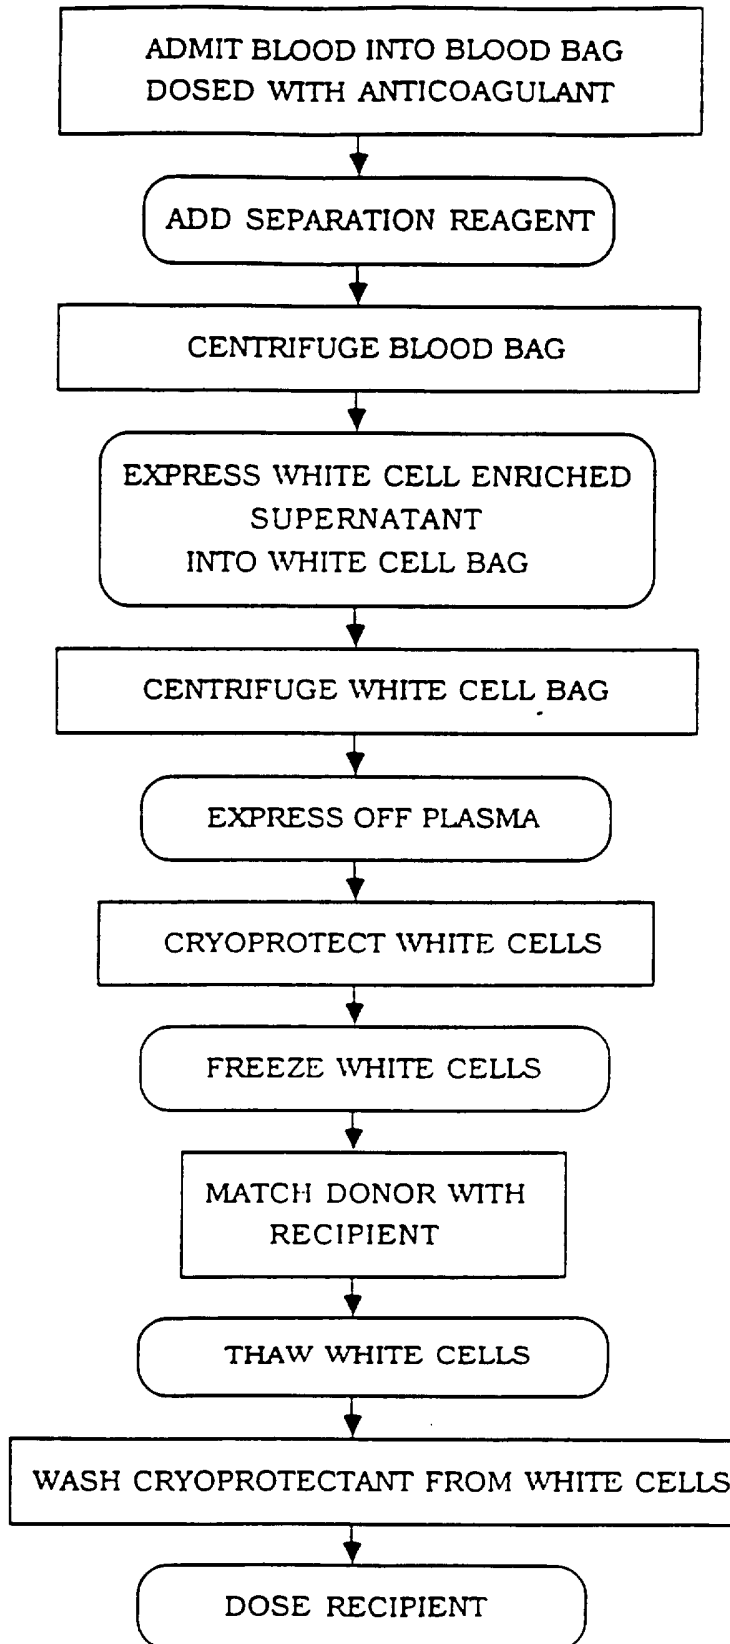 ADMIT BLOOD INTO BLOOD BAG
DOSED WITH ANTICOAGULANT
ADD SEPARATION REAGENT
CENTRIFUGE BLOOD BAG
EXPRESS WHITE CELL ENRICHED
SUPERNATANT
INTO WHITE CELL BAG
CENTRIFUGE WHITE CELL BAG
EXPRESS OFF PLASMA
CRYOPROTECT WHITE CELLS
FREEZE WHITE CELLS
MATCH DONOR WITH
RECIPIENT
THAW WHITE CELLS
WASH CRYOPROTECTANT FROM WHITE CELLS
DOSE RECIPIENT